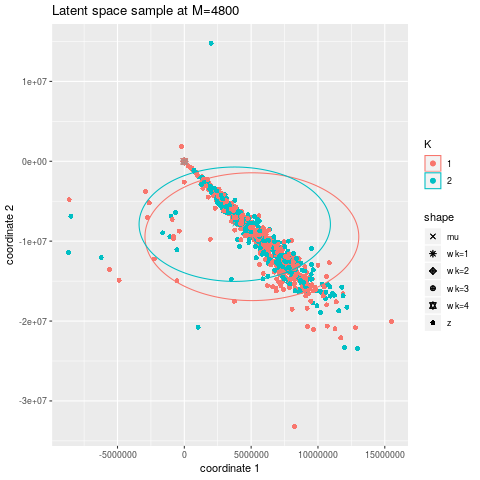 Latent space sample at M=4800
1e+07
0e+00
-1e+07
-2e+07
-3e+07
coordinate 2
-5000000 0 5000000 10000000 15000000
coordinate 1
K
1
2
shape
mu
w k=1
w k=2
w k=3
w k=4
z